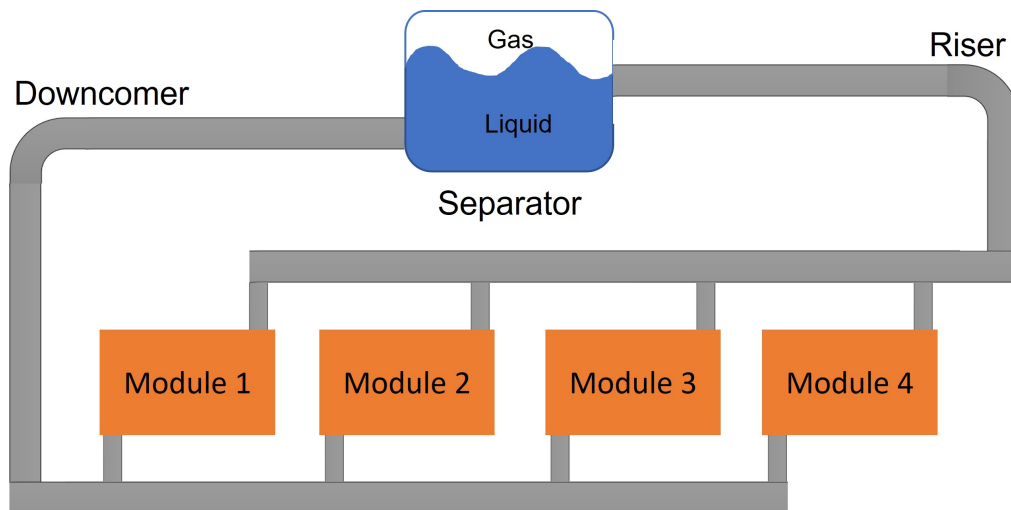 Gas
Riser
Downcomer
Liquid
Separator
Module 1
Module 2
Module 3
Module 4